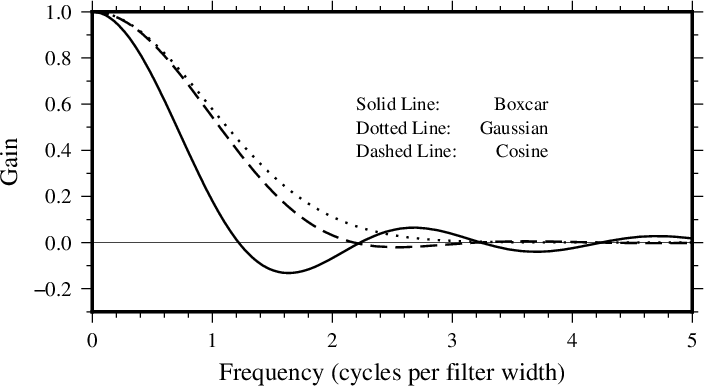 1.0
0.8
0.6
0.4
0.2
0.0
−0.2
Gain
Solid Line: Boxcar
Dotted Line: Gaussian
Dashed Line: Cosine
0 1 2 3 4 5
Frequency (cycles per filter width)